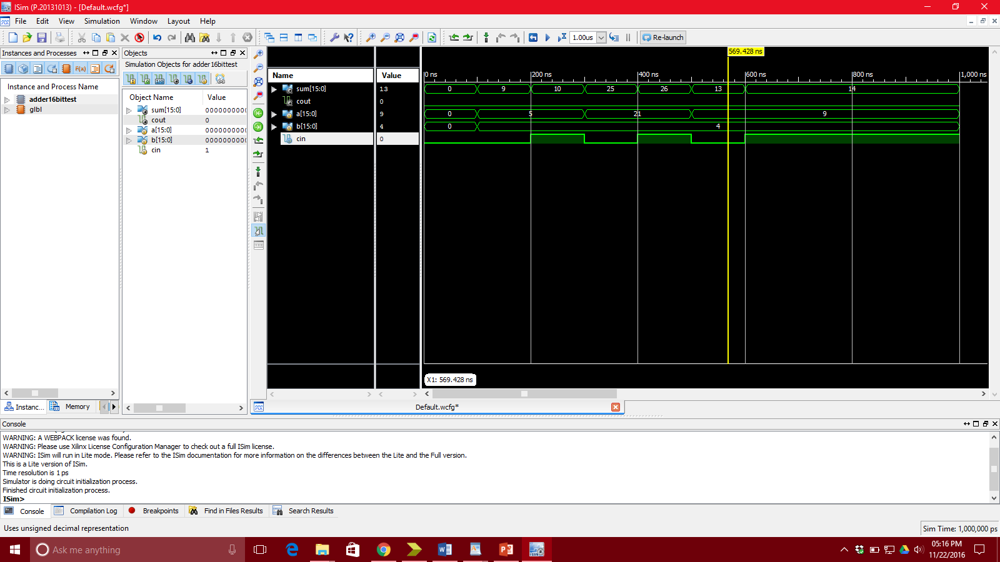 ISim (P.20131013) - [Default.wcfg*]
File Edit View Simulation Window Layout Help
1.00us Re-launch
Instances and Processes
Instance and Process Name
adder16bittest
glbl
Instanc... Memory
Objects
Simulation Objects for adder16bittest
Object Name Value
sum[15:0] 0000000000
cout 0
a[15:0] 0000000000
b[15:0] 0000000000
cin 1
Name Value
sum[15:0] 13
cout 0
a[15:0] 9
b[15:0] 4
cin 0
569.428 ns
0 ns 200 ns 400 ns 600 ns 800 ns 1,000 ns
0 9 10 25 26 13 14
0 5 21 9
0 4
X1: 569.428 ns
Default.wcfg*
Console
WARNING: A WEBPACK license was found.
WARNING: Please use Xilinx License Configuration Manager to check out a full ISim license.
WARNING: ISim will run in Lite mode. Please refer to the ISim documentation for more information on the differences between the Lite and the Full version.
This is a Lite version of ISim.
Time resolution is 1 ps
Simulator is doing circuit initialization process.
Finished circuit initialization process.
ISim>
Console Compilation Log Breakpoints Find in Files Results Search Results
Uses unsigned decimal representation
Sim Time: 1,000,000 ps
Ask me anything
05:16 PM
11/22/2016